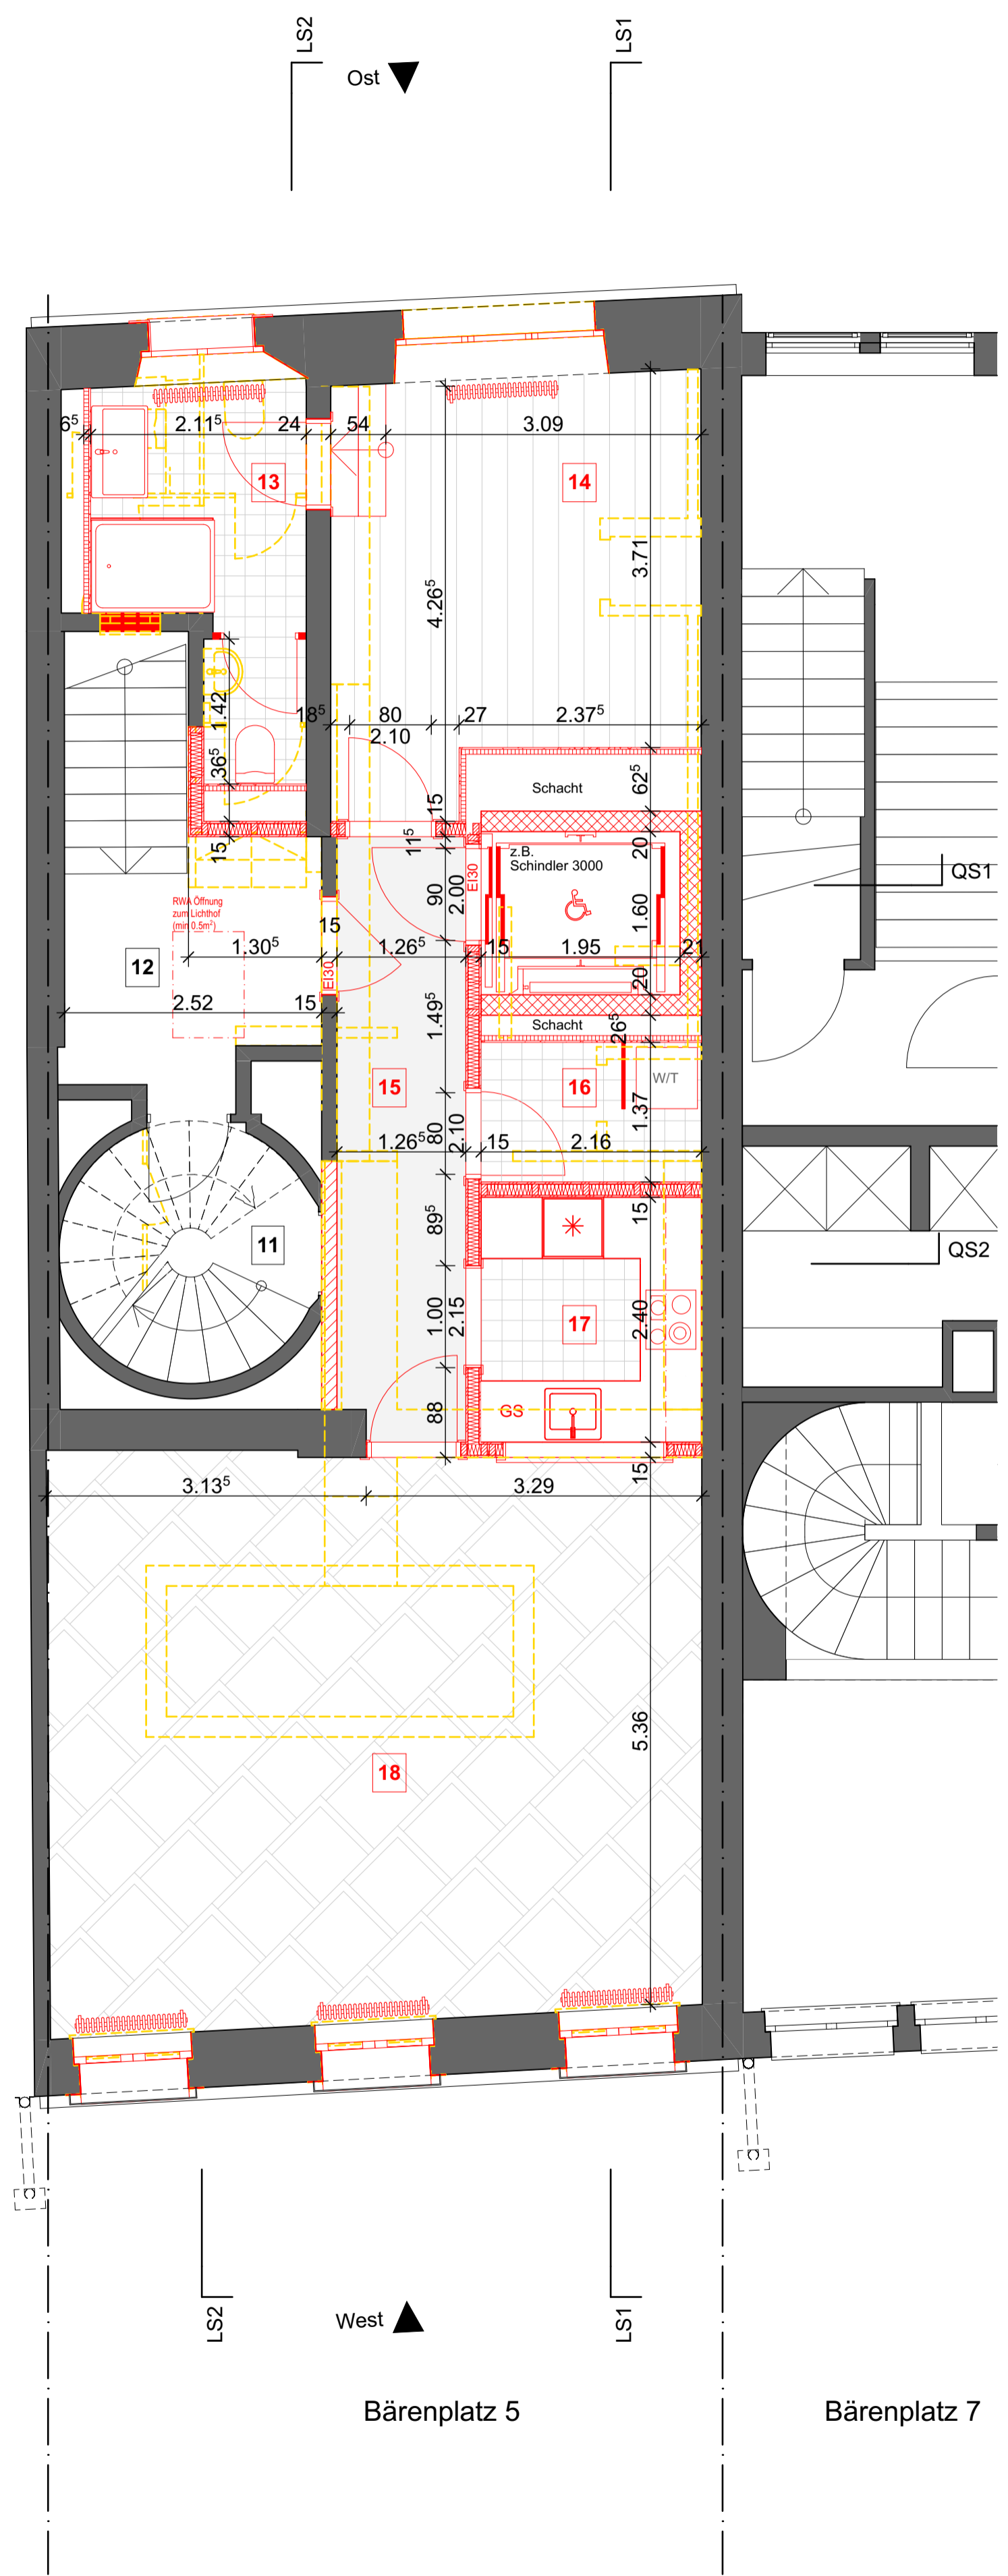 LS2
LS1
Ost
6⁵
2.11⁵
24
54
3.09
13
14
3.71
4.26⁵
1.42
18⁵
80
2.10
27
2.37⁵
36⁵
Schacht
62⁵
15
15
11⁵
z.B.
Schindler 3000
20
EI30
90
2.00
1.60
QS1
RWA Öffnung
zum Lichthof
(min 0.5m²)
15
12
1.30⁵
1.26⁵
15
1.95
21
EI30
20
2.52
15
1.49⁵
Schacht
26⁵
15
16
W/T
1.37
80
2.10
1.26⁵
15
2.16
11
89⁵
15
QS2
1.00
2.15
17
2.40
GS
88
15
3.13⁵
3.29
5.36
18
LS2
West
LS1
Bärenplatz 5
Bärenplatz 7